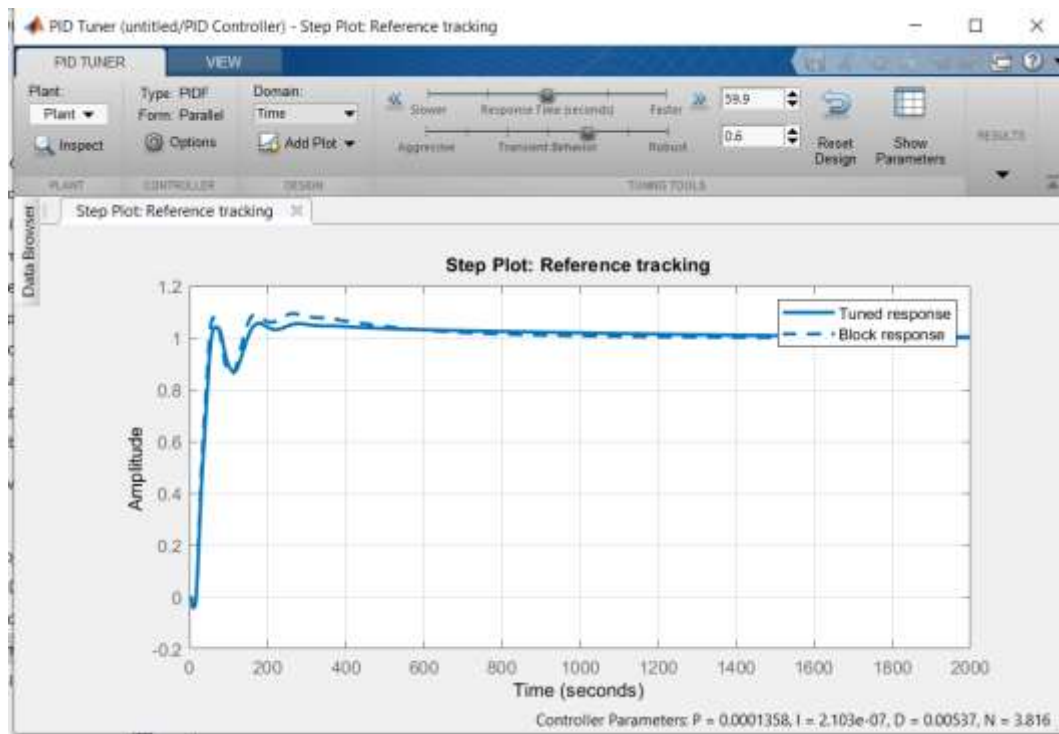 PID Tuner (untitled/PID Controller) - Step Plot: Reference tracking
PID TUNER VIEW
Plant: Type: PIDF Domain:
Plant Form: Parallel Time Slower Response Time (seconds) Faster 59.9
Inspect Options Add Plot Aggressive Transient Behavior Robust 0.6 Reset Design Show Parameters RESULTS
PLANT CONTROLLER DESIGN TUNING TOOLS
Step Plot: Reference tracking
Data Browser
Step Plot: Reference tracking
Tuned response
Block response
Amplitude
1.2
1
0.8
0.6
0.4
0.2
0
-0.2
0 200 400 600 800 1000 1200 1400 1600 1800 2000
Time (seconds)
Controller Parameters: P = 0.0001358, I = 2.103e-07, D = 0.00537, N = 3.816